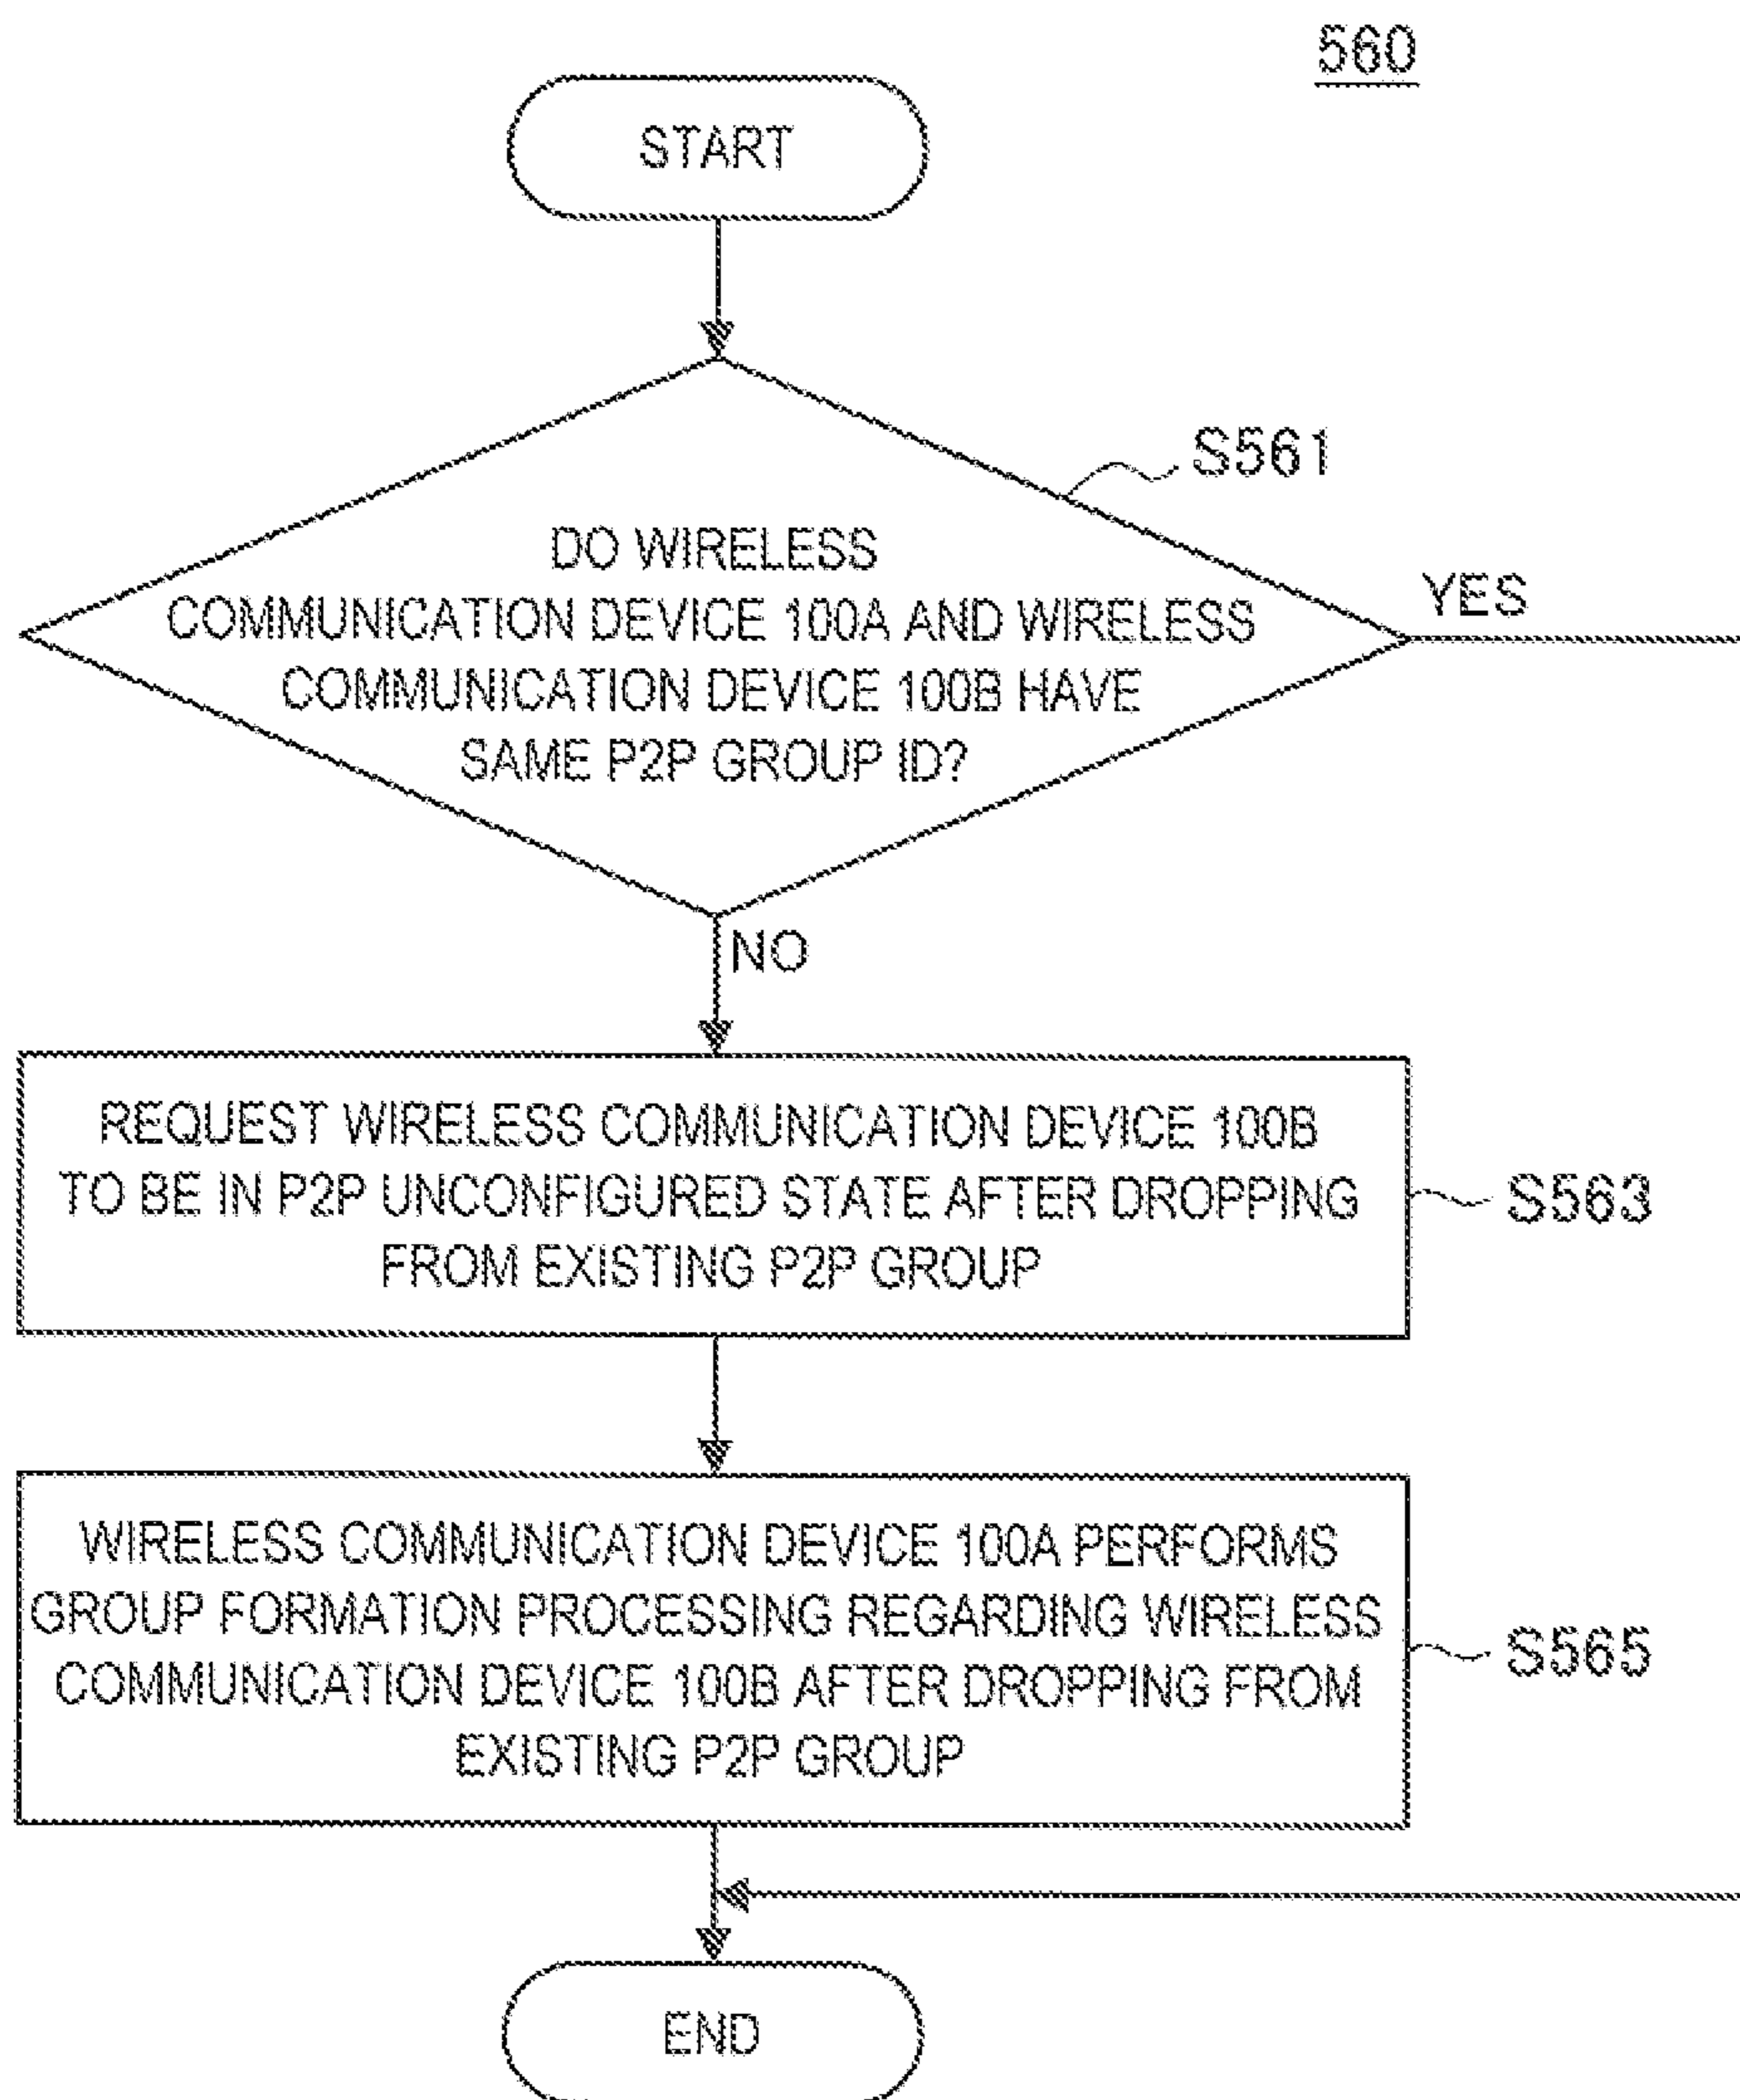 560
START
S561
DO WIRELESS
COMMUNICATION DEVICE 100A AND WIRELESS
COMMUNICATION DEVICE 100B HAVE
SAME P2P GROUP ID?
YES
NO
REQUEST WIRELESS COMMUNICATION DEVICE 100B
TO BE IN P2P UNCONFIGURED STATE AFTER DROPPING
FROM EXISTING P2P GROUP
S563
WIRELESS COMMUNICATION DEVICE 100A PERFORMS
GROUP FORMATION PROCESSING REGARDING WIRELESS
COMMUNICATION DEVICE 100B AFTER DROPPING FROM
EXISTING P2P GROUP
S565
END